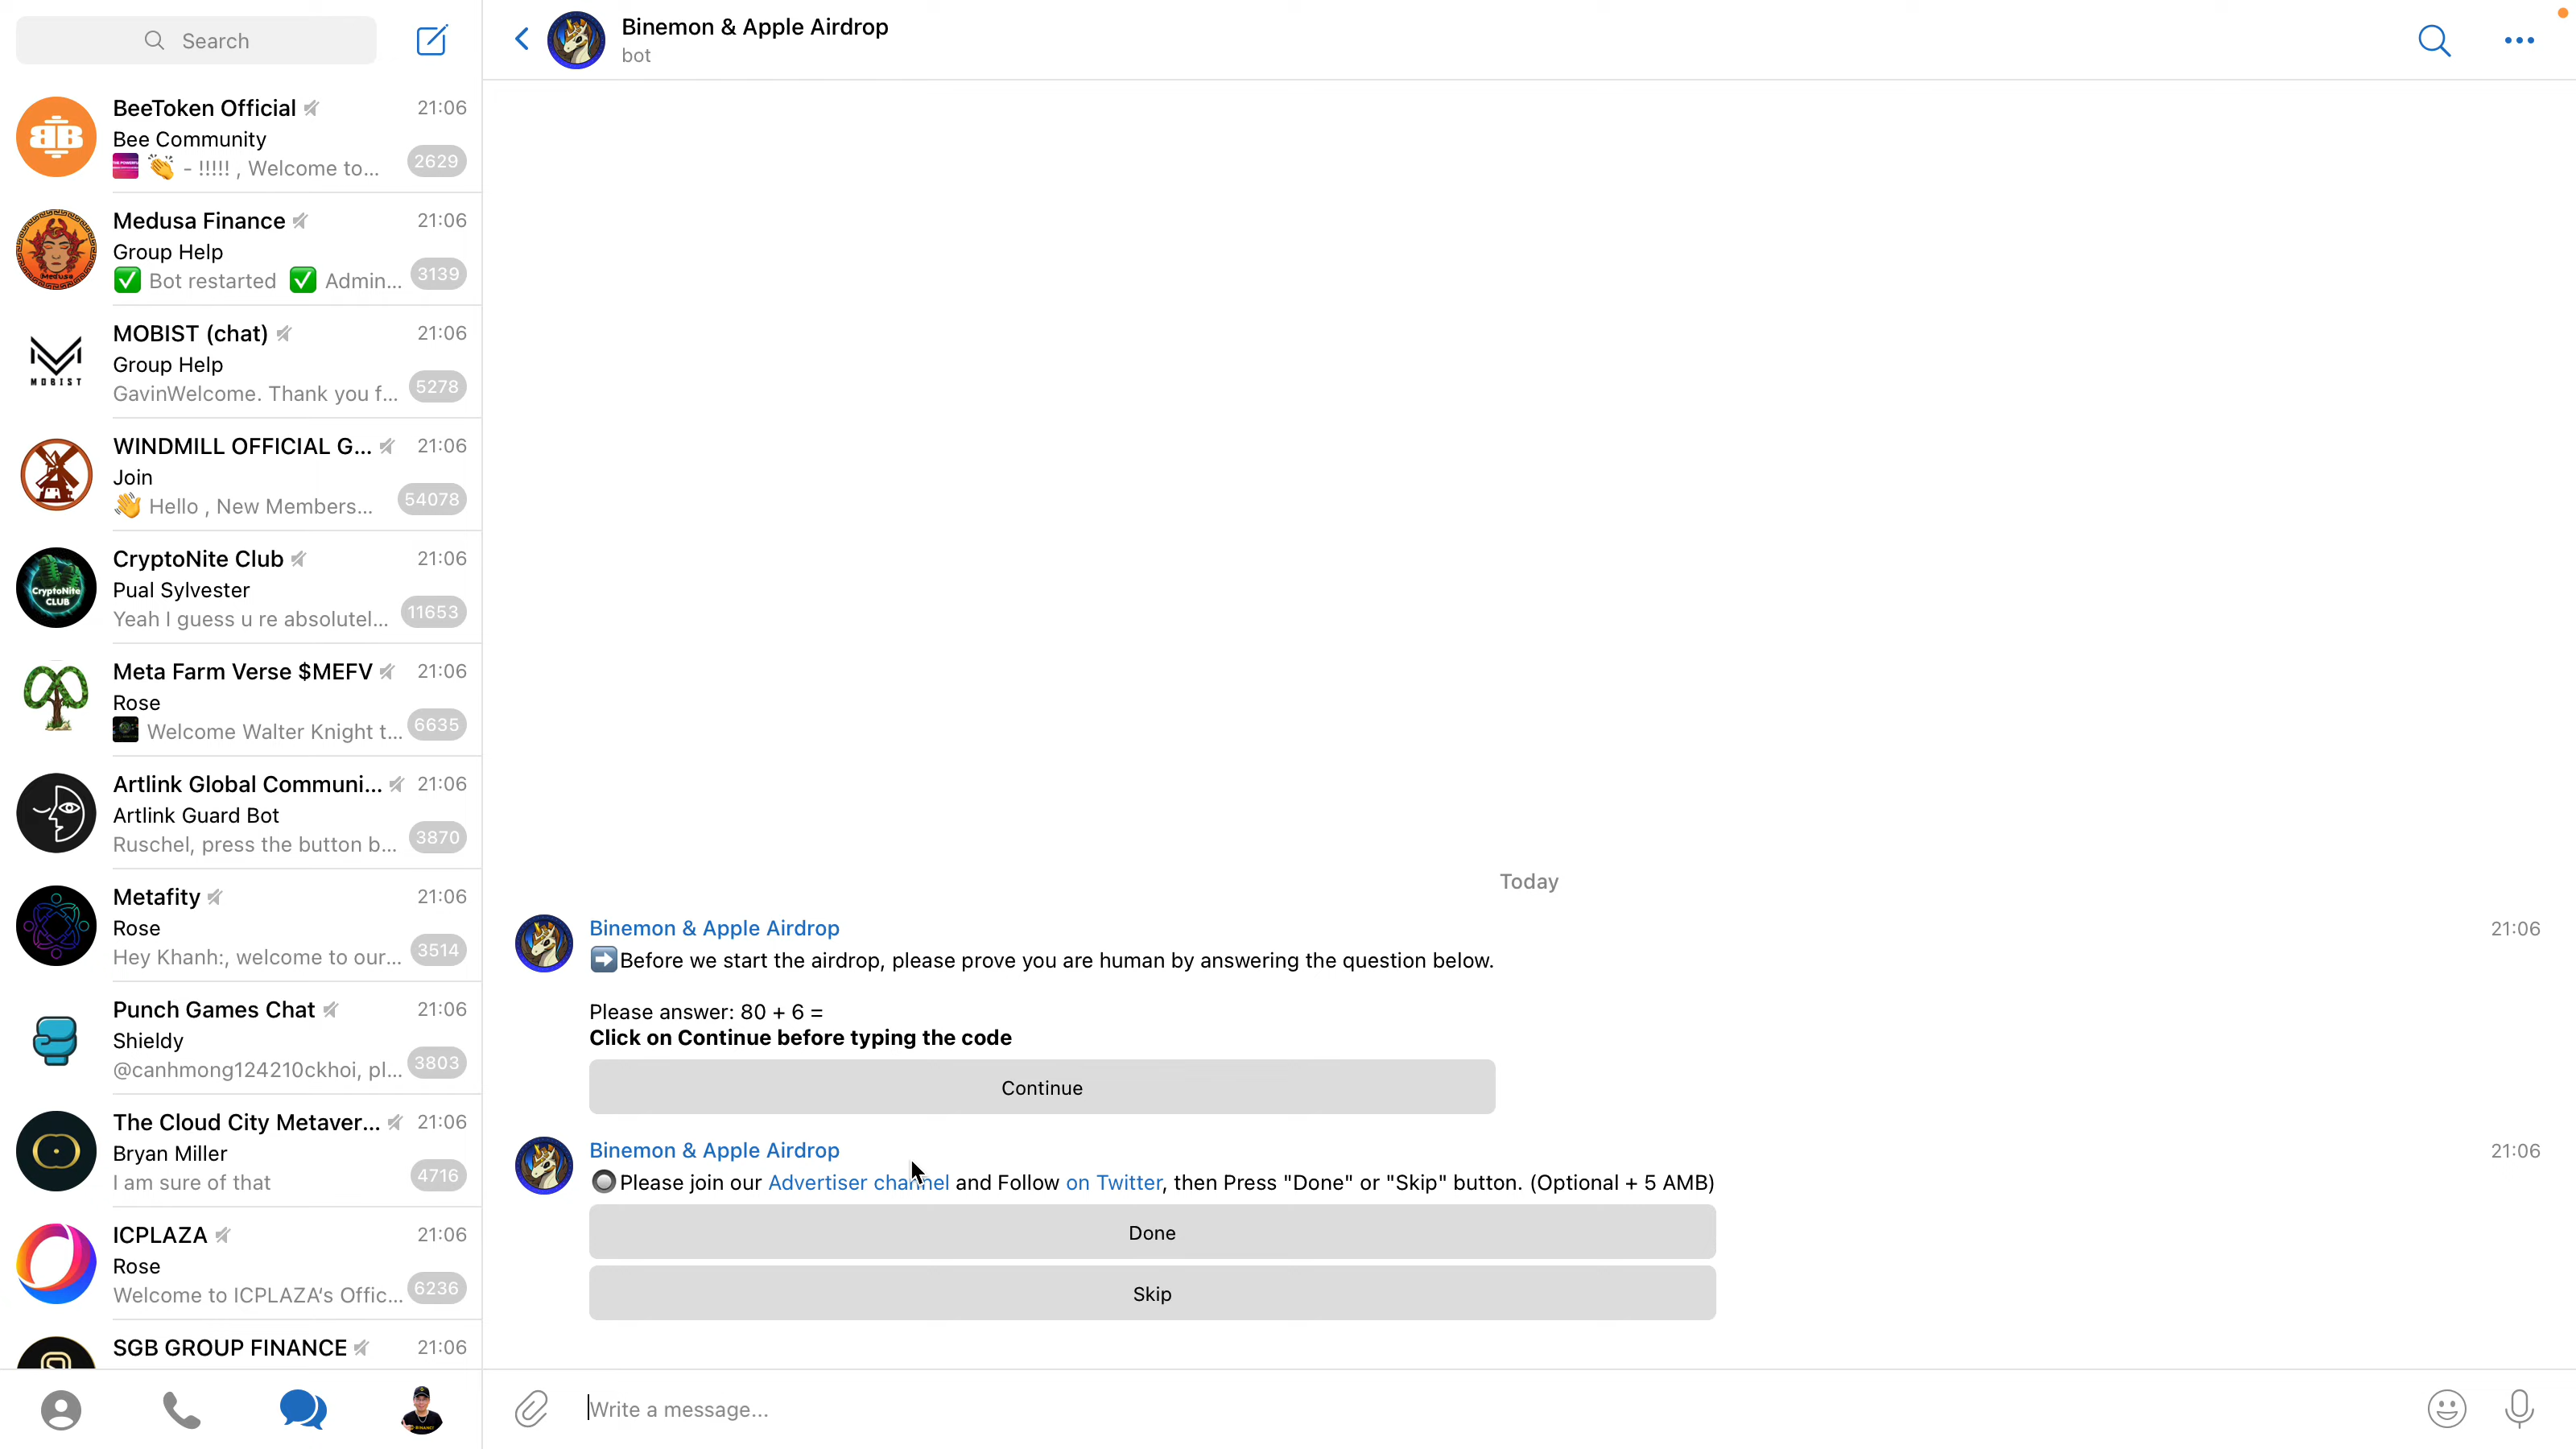 Search
BeeToken Official
21:06
Bee Community
👏 - !!!!! , Welcome to...
2629
Medusa Finance
21:06
Group Help
✅ Bot restarted ✅ Admin...
3139
MOBIST (chat)
21:06
Group Help
GavinWelcome. Thank you f...
5278
MOBIST
WINDMILL OFFICIAL G...
21:06
Join
👋 Hello , New Members...
54078
CryptoNite Club
21:06
Pual Sylvester
Yeah I guess u re absolutel...
11653
CryptoNite
CLUB
Meta Farm Verse $MEFV
21:06
Rose
Welcome Walter Knight t...
6635
Artlink Global Communi...
21:06
Artlink Guard Bot
Ruschel, press the button b...
3870
Metafity
21:06
Rose
Hey Khanh:, welcome to our...
3514
Punch Games Chat
21:06
Shieldy
@canhmong124210ckhoi, pl...
3803
The Cloud City Metaver...
21:06
Bryan Miller
I am sure of that
4716
ICPLAZA
21:06
Rose
Welcome to ICPLAZA's Offic...
6236
SGB GROUP FINANCE
21:06
Binemon & Apple Airdrop
bot
Today
Binemon & Apple Airdrop
21:06
➡️Before we start the airdrop, please prove you are human by answering the question below.
Please answer: 80 + 6 =
Click on Continue before typing the code
Continue
Binemon & Apple Airdrop
21:06
🔘Please join our Advertiser channel and Follow on Twitter, then Press "Done" or "Skip" button. (Optional + 5 AMB)
Done
Skip
Write a message...